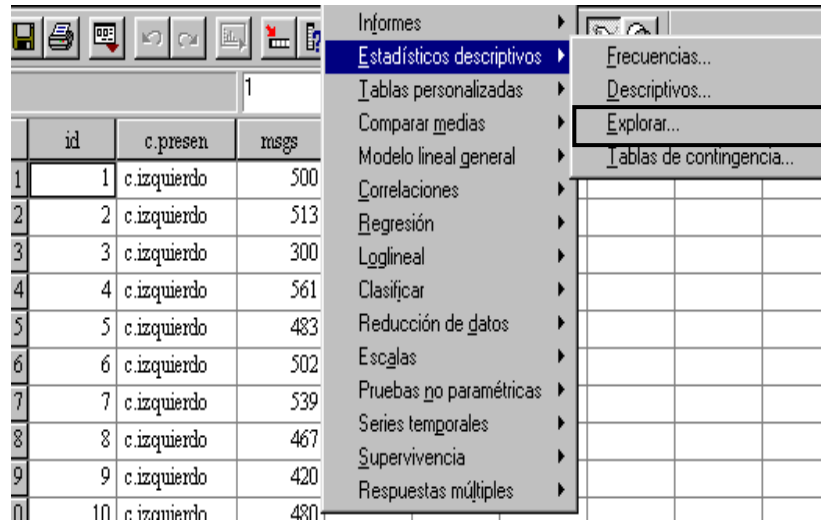 Informes
Estadísticos descriptivos
Tablas personalizadas
Comparar medias
Modelo lineal general
Correlaciones
Regresión
Loglineal
Clasificar
Reducción de datos
Escalas
Pruebas no paramétricas
Series temporales
Supervivencia
Respuestas múltiples
Frecuencias...
Descriptivos...
Explorar...
Tablas de contingencia...
1
id c.presen msgs
1 1 c.izquierdo 500
2 2 c.izquierdo 513
3 3 c.izquierdo 300
4 4 c.izquierdo 561
5 5 c.izquierdo 483
6 6 c.izquierdo 502
7 7 c.izquierdo 539
8 8 c.izquierdo 467
9 9 c.izquierdo 420
0 10 c.izquierdo 480